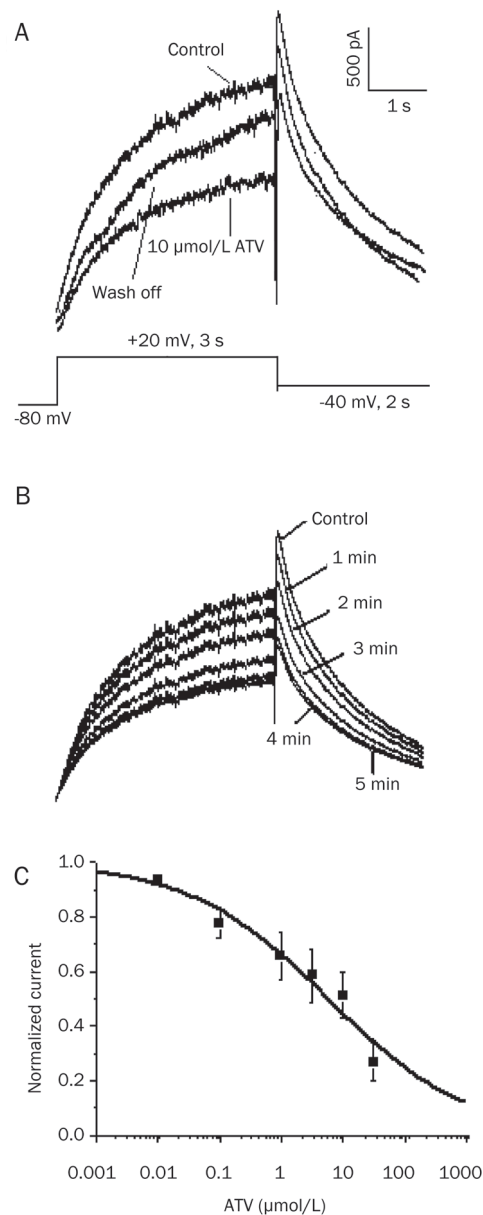 A
Control
500 pA
1 s
10 µmol/L ATV
Wash off
+20 mV, 3 s
-80 mV
-40 mV, 2 s
B
Control
1 min
2 min
3 min
4 min
5 min
C
Normalized current
1.0
0.8
0.6
0.4
0.2
0.0
0.001 0.01 0.1 1 10 100 1000
ATV (µmol/L)